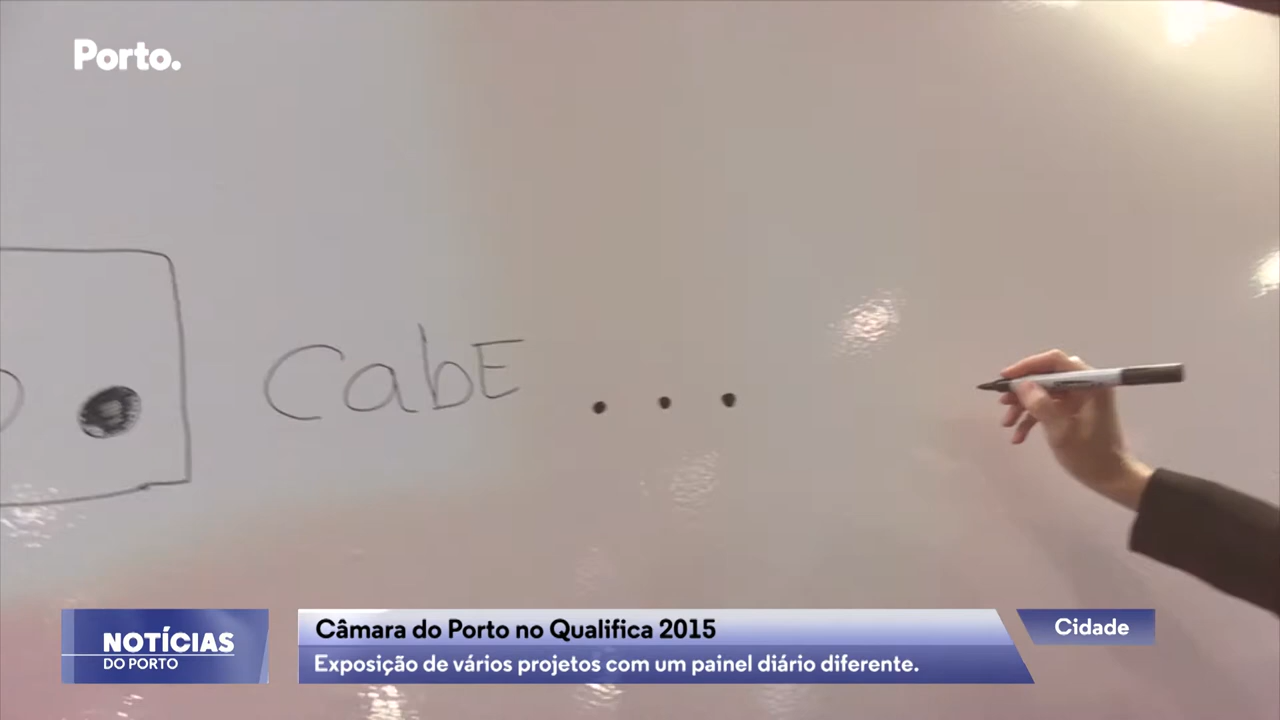 Porto.
CabE ...
NOTÍCIAS
DO PORTO
Câmara do Porto no Qualifica 2015
Exposição de vários projetos com um painel diário diferente.
Cidade